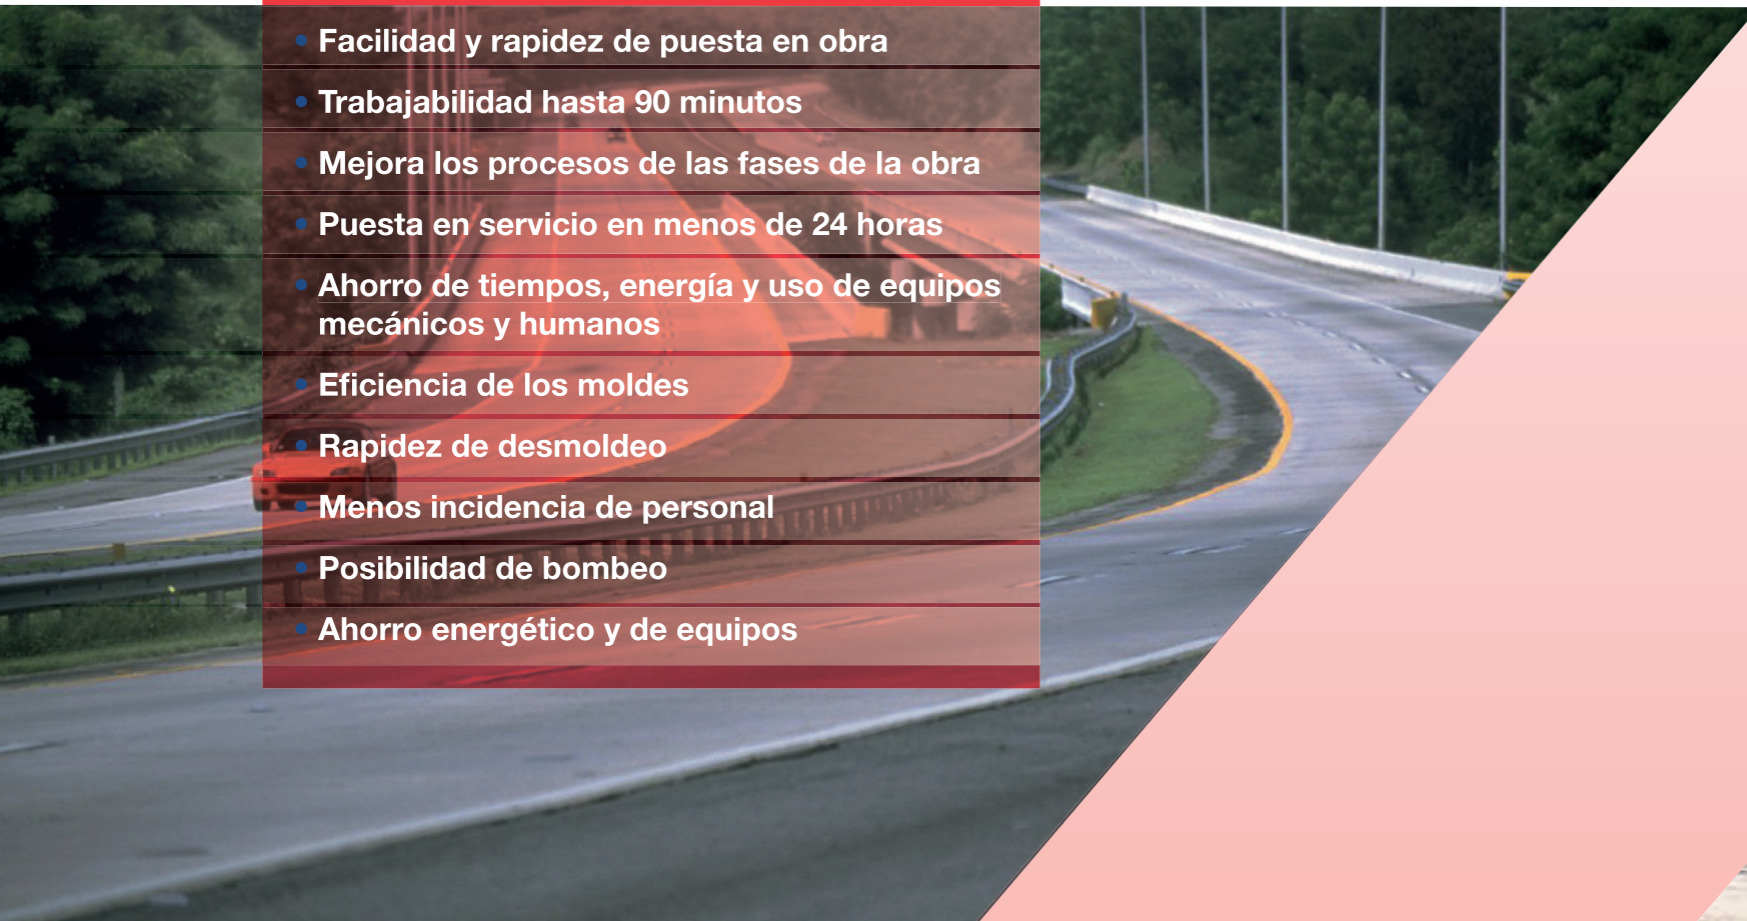 • Facilidad y rapidez de puesta en obra
• Trabajabilidad hasta 90 minutos
• Mejora los procesos de las fases de la obra
• Puesta en servicio en menos de 24 horas
• Ahorro de tiempos, energía y uso de equipos
mecánicos y humanos
• Eficiencia de los moldes
• Rapidez de desmoldeo
• Menos incidencia de personal
• Posibilidad de bombeo
• Ahorro energético y de equipos